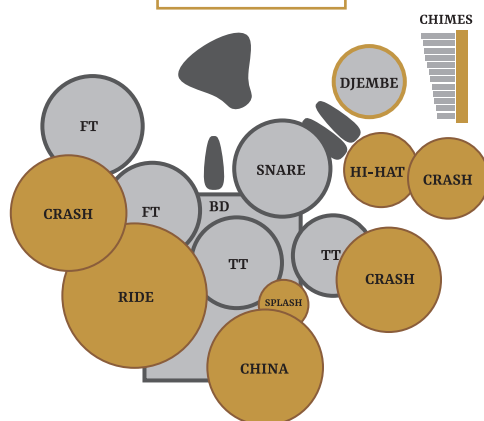 CHIMES
DJEMBE
FT
SNARE
HI-HAT
CRASH
CRASH
FT
BD
TT
TT
CRASH
RIDE
SPLASH
CHINA